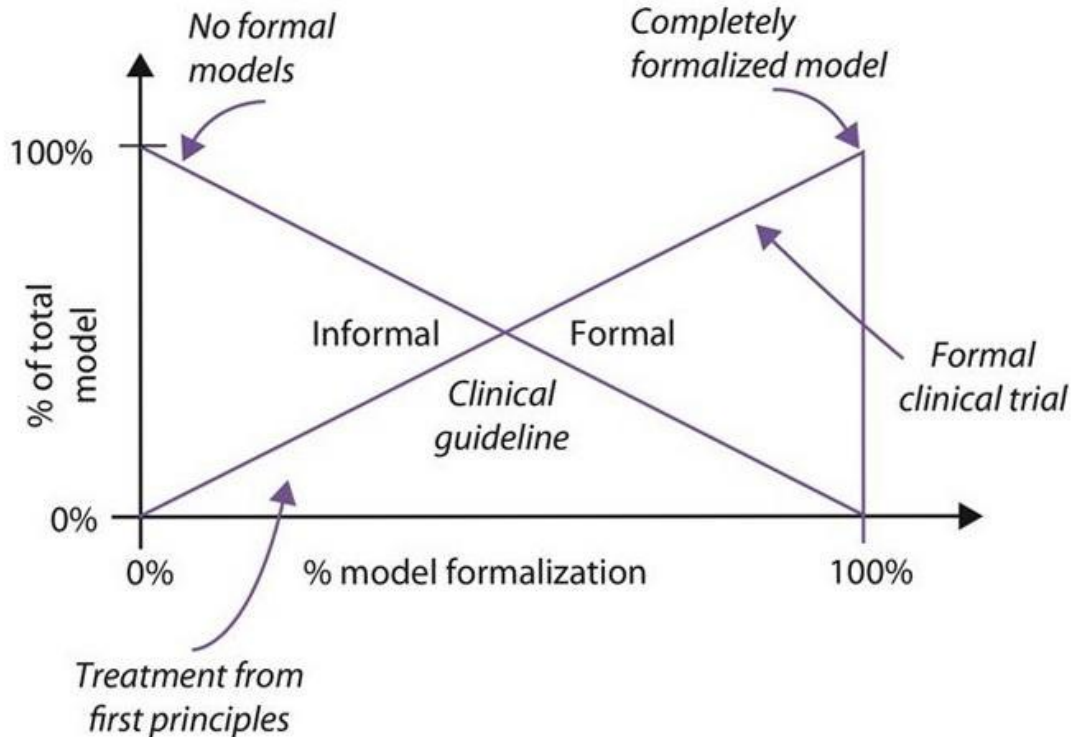 No formal
models
Completely
formalized model
100%
% of total
model
Informal
Formal
Clinical
guideline
Formal
clinical trial
0%
0%
% model formalization
100%
Treatment from
first principles